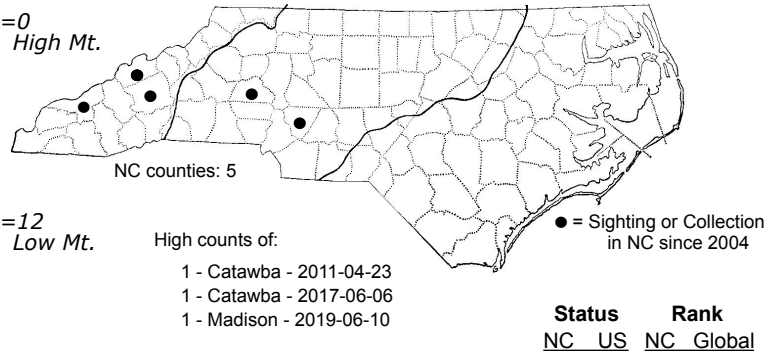 =0
High Mt.
NC counties: 5
=12
Low Mt.
High counts of:
1 - Catawba - 2011-04-23
1 - Catawba - 2017-06-06
1 - Madison - 2019-06-10
● = Sighting or Collection
in NC since 2004
Status Rank
NC US NC Global